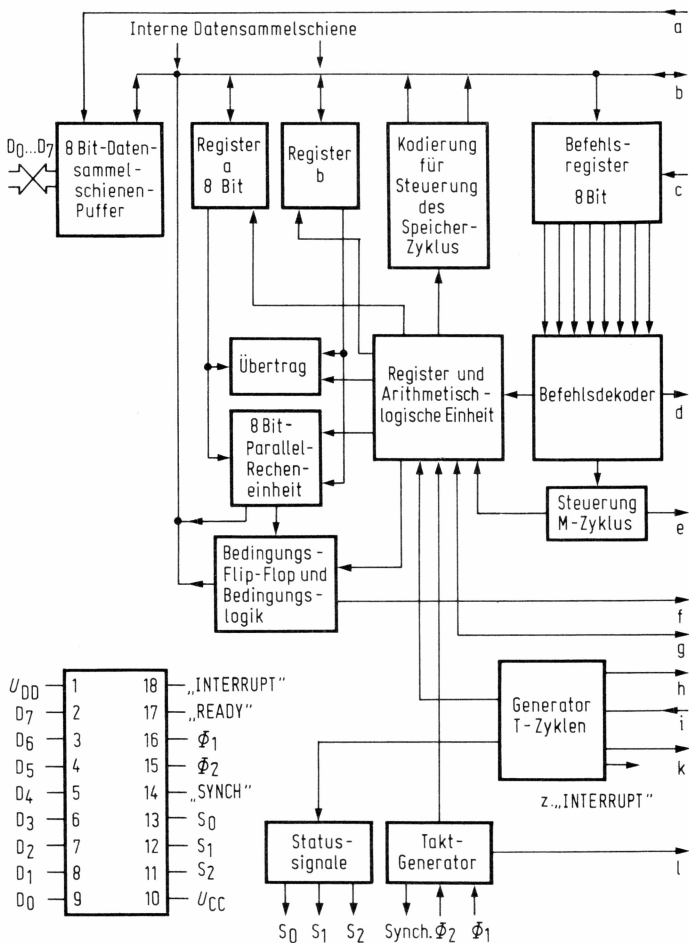 a
Interne Datensammelschiene
b
D0...D7
8 Bit-Daten-
sammel-
schienen-
Puffer
Register
a
8 Bit
Register
b
Kodierung
für
Steuerung
des
Speicher-
Zyklus
Befehls-
register
8 Bit
c
Übertrag
Register und
Arithmetisch-
logische Einheit
Befehlsdekoder
d
8 Bit-
Parallel-
Rechen-
einheit
Steuerung
M-Zyklus
e
Bedingungs-
Flip-Flop und
Bedingungs-
logik
f
g
h
Generator
T-Zyklen
i
k
z. „INTERRUPT"
Status-
signale
Takt-
Generator
l
S0 S1 S2
Synch. Φ2 Φ1
UDD 1 18 „INTERRUPT"
D7 2 17 „READY"
D6 3 16 Φ1
D5 4 15 Φ2
D4 5 14 „SYNCH"
D3 6 13 S0
D2 7 12 S1
D1 8 11 S2
D0 9 10 UCC